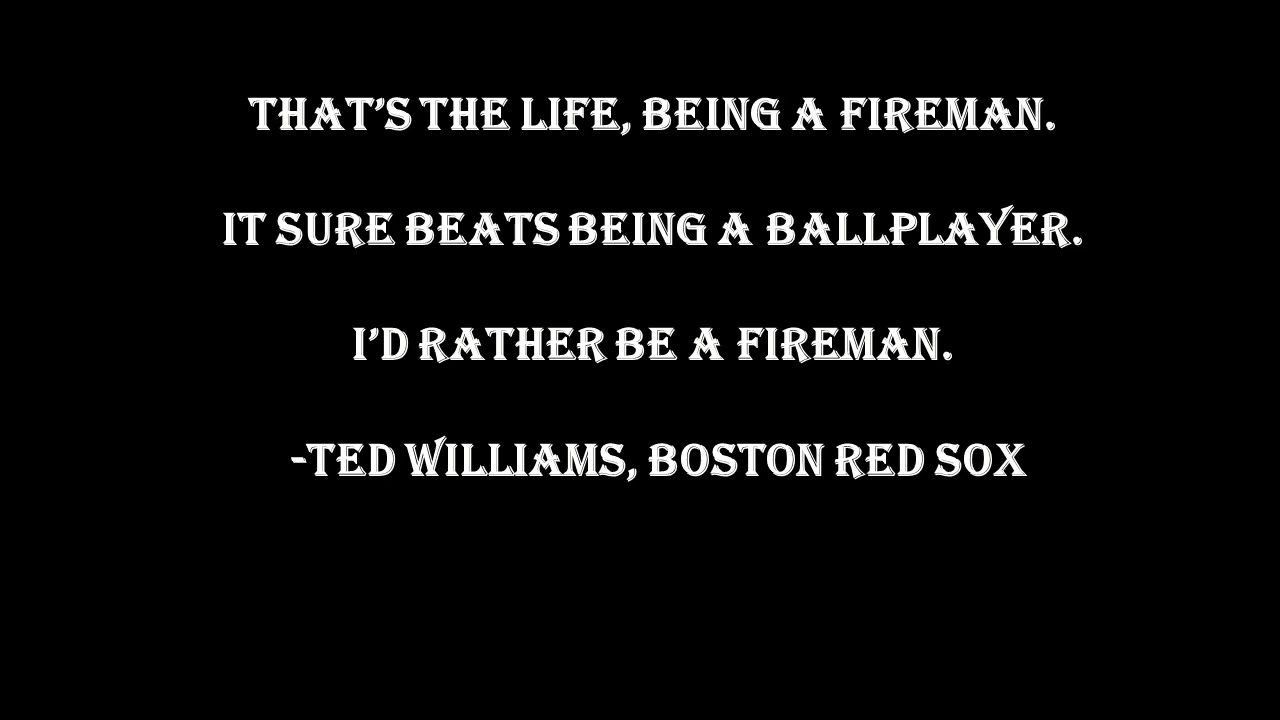 THAT'S THE LIFE, BEING A FIREMAN.
IT SURE BEATS BEING A BALLPLAYER.
I'D RATHER BE A FIREMAN.
-TED WILLIAMS, BOSTON RED SOX